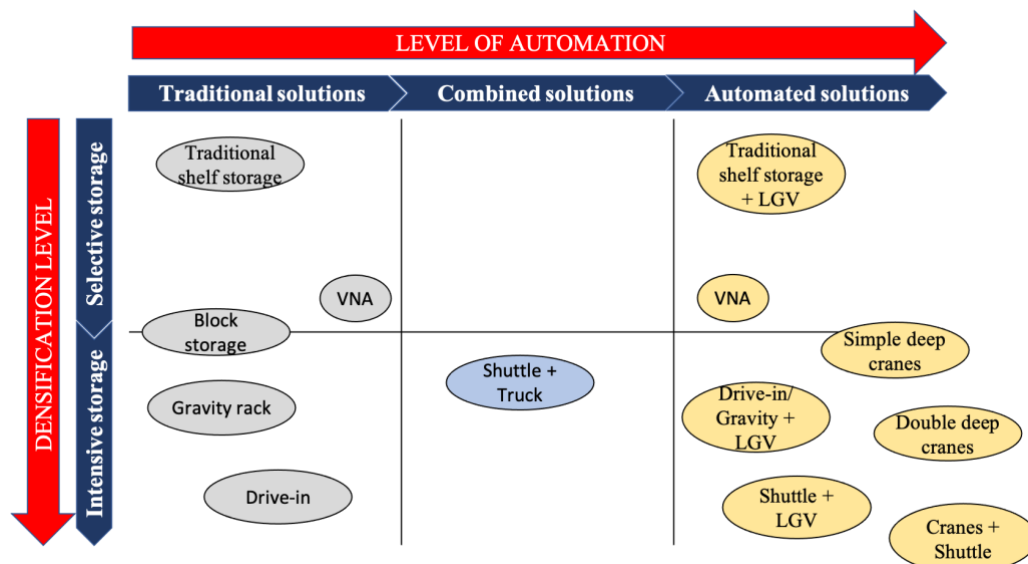 LEVEL OF AUTOMATION
Traditional solutions
Combined solutions
Automated solutions
DENSIFICATION LEVEL
Selective storage
Intensive storage
Traditional
shelf storage
Traditional
shelf storage
+ LGV
VNA
VNA
Block
storage
Simple deep
cranes
Shuttle +
Truck
Gravity rack
Drive-in/
Gravity + LGV
Double deep
cranes
Drive-in
Shuttle +
LGV
Cranes +
Shuttle